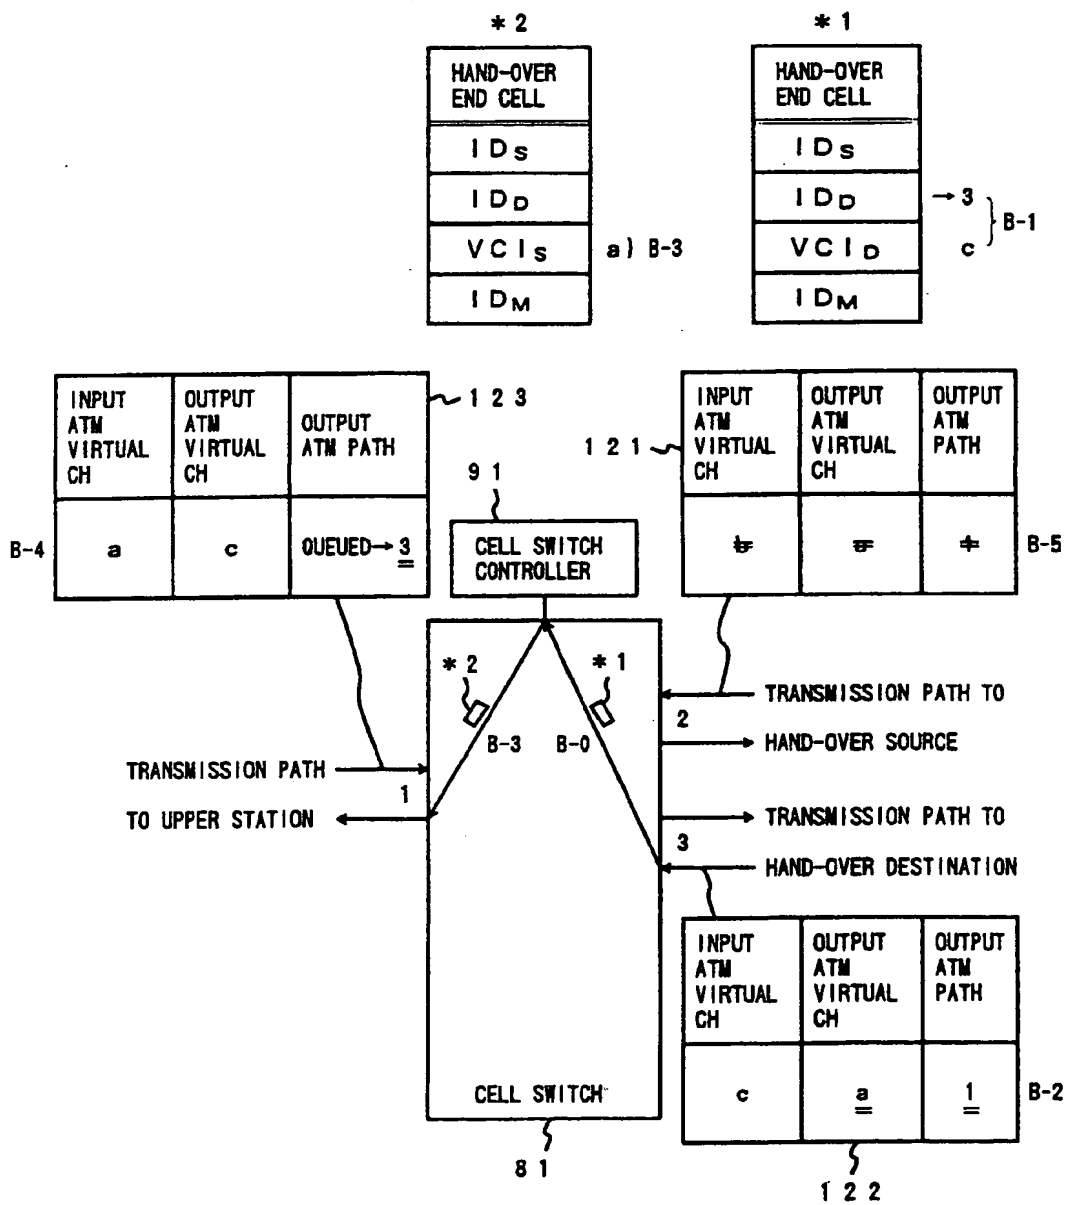 *2
HAND-OVER
END CELL
IDS
IDD
VCIS
IDM
a) B-3
*1
HAND-OVER
END CELL
IDS
IDD
VCID
IDM
→3
c
B-1
INPUT
ATM
VIRTUAL
CH
OUTPUT
ATM
VIRTUAL
CH
OUTPUT
ATM PATH
B-4
a
c
QUEUED→3
123
91
CELL SWITCH
CONTROLLER
121
INPUT
ATM
VIRTUAL
CH
OUTPUT
ATM
VIRTUAL
CH
OUTPUT
ATM
PATH
b
a
1
B-5
*2
*1
B-3
B-0
TRANSMISSION PATH
1
TO UPPER STATION
TRANSMISSION PATH TO
2
HAND-OVER SOURCE
TRANSMISSION PATH TO
3
HAND-OVER DESTINATION
INPUT
ATM
VIRTUAL
CH
OUTPUT
ATM
VIRTUAL
CH
OUTPUT
ATM
PATH
c
a
1
B-2
CELL SWITCH
81
122